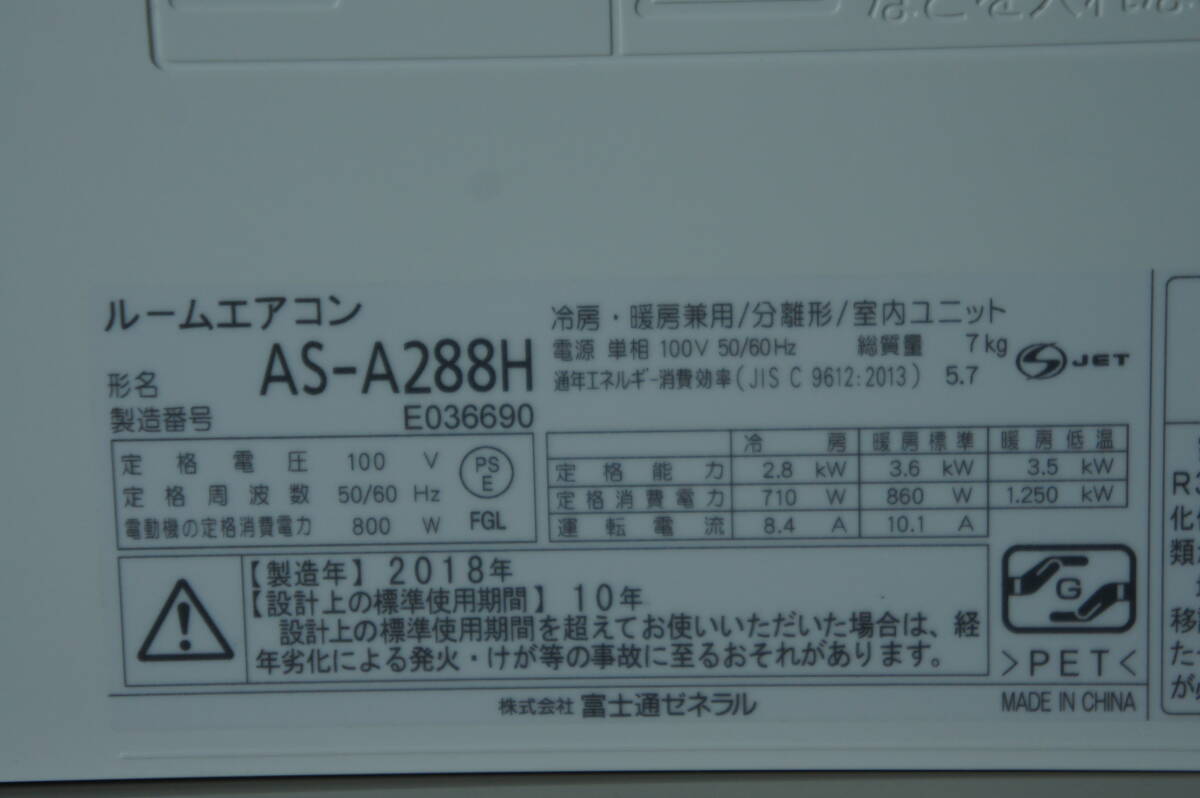 ルームエアコン
形名 AS-A288H
製造番号 E036690
冷房・暖房兼用/分離形/室内ユニット
電源 単相 100V 50/60Hz 総質量 7kg
通年エネルギー消費効率(JIS C 9612:2013) 5.7
JET
定格電圧 100 V
定格周波数 50/60 Hz
電動機の定格消費電力 800 W
PS
E
FGL
冷房 暖房標準 暖房低温
定格能力 2.8 kW 3.6 kW 3.5 kW
定格消費電力 710 W 860 W 1.250 kW
運転電流 8.4 A 10.1 A
【製造年】2018年
【設計上の標準使用期間】10年
設計上の標準使用期間を超えてお使いいただいた場合は、経
年劣化による発火・けが等の事故に至るおそれがあります。
G
>PET<
株式会社 富士通ゼネラル
MADE IN CHINA
類
移
た
が